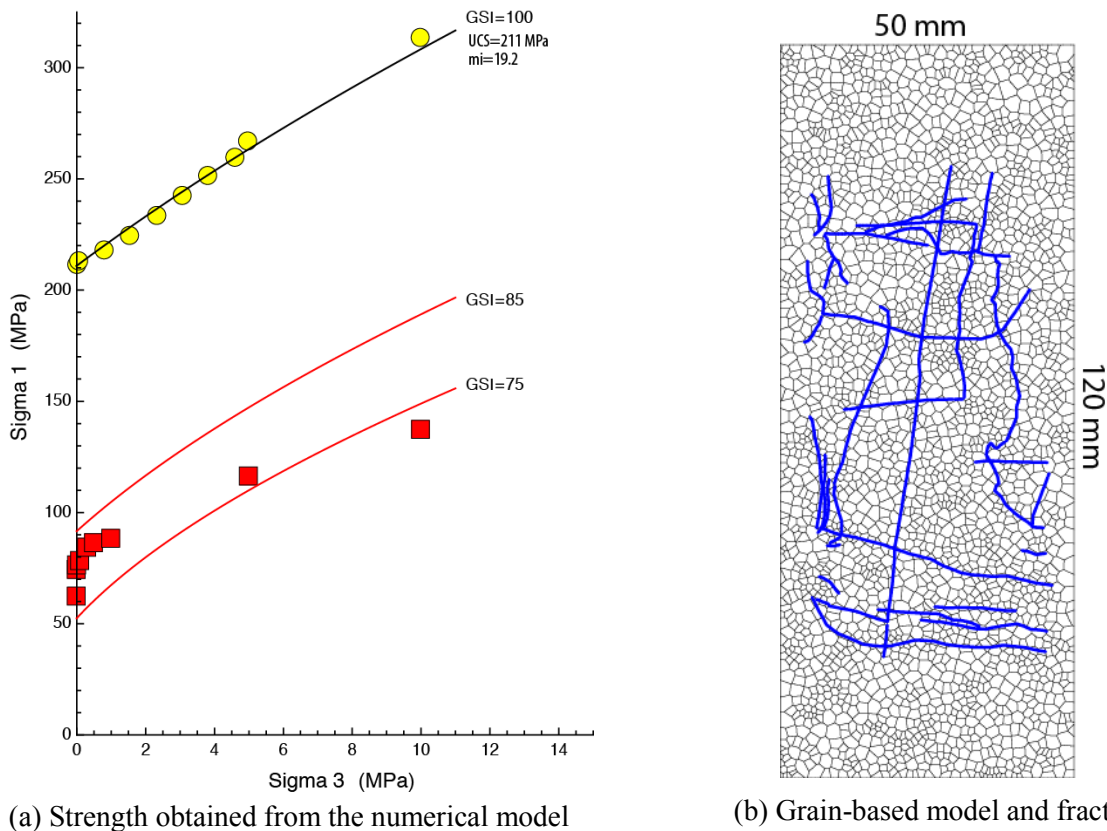 GSI=100
UCS=211 MPa
mi=19.2
GSI=85
GSI=75
300
250
200
150
100
50
0
Sigma 1 (MPa)
0 2 4 6 8 10 12 14
Sigma 3 (MPa)
(a) Strength obtained from the numerical model
50 mm
120 mm
(b) Grain-based model and fract